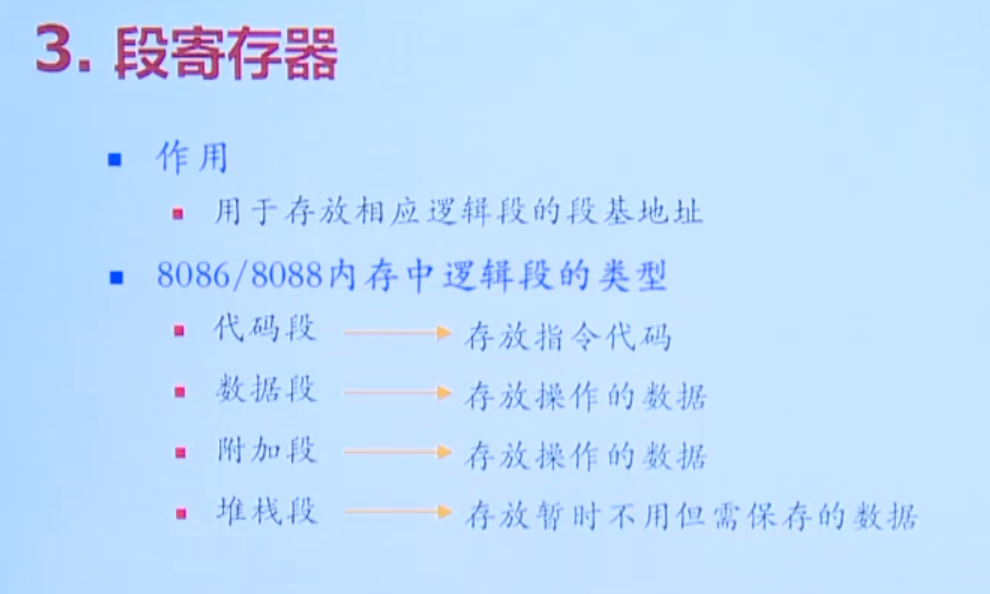 3. 段寄存器
作用
用于存放相应逻辑段的段基地址
8086/8088内存中逻辑段的类型
代码段 存放指令代码
数据段 存放操作的数据
附加段 存放操作的数据
堆栈段 存放暂时不用但需保存的数据